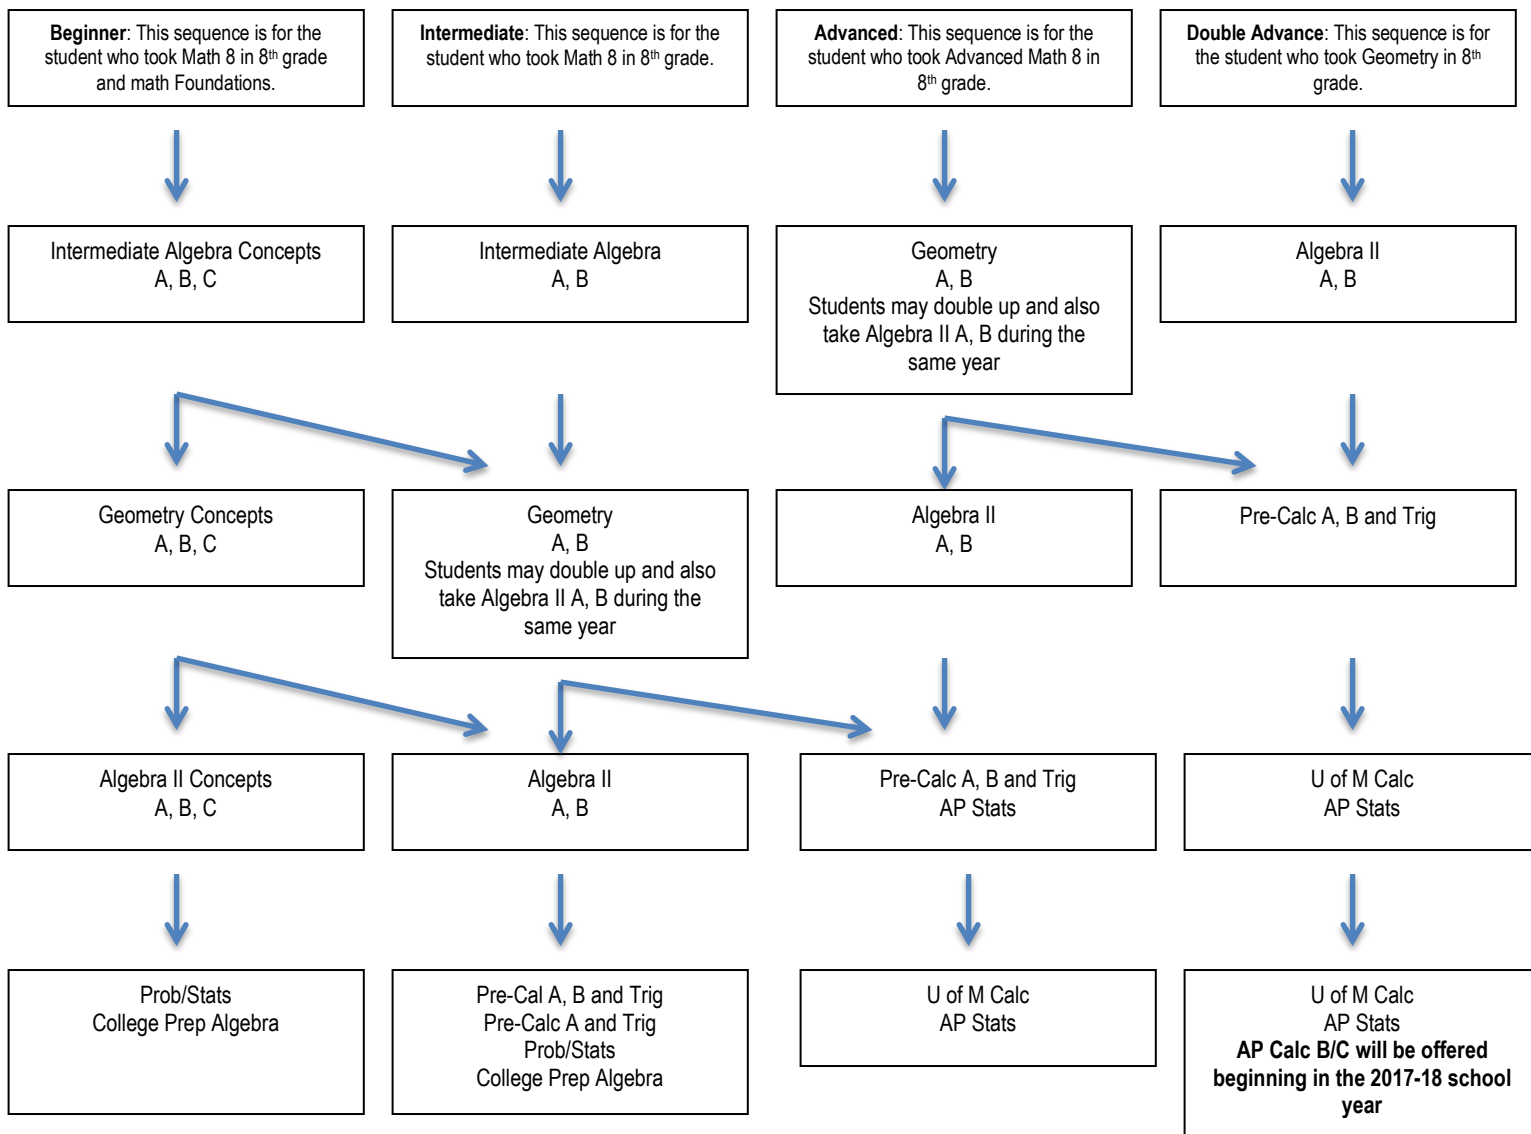 Beginner: This sequence is for the
student who took Math 8 in 8th grade
and math Foundations.
Intermediate: This sequence is for the
student who took Math 8 in 8th grade.
Advanced: This sequence is for the
student who took Advanced Math 8 in
8th grade.
Double Advance: This sequence is for
the student who took Geometry in 8th
grade.
Intermediate Algebra Concepts
A, B, C
Intermediate Algebra
A, B
Geometry
A, B
Students may double up and also
take Algebra II A, B during the
same year
Algebra II
A, B
Geometry Concepts
A, B, C
Geometry
A, B
Students may double up and also
take Algebra II A, B during the
same year
Algebra II
A, B
Pre-Calc A, B and Trig
Algebra II Concepts
A, B, C
Algebra II
A, B
Pre-Calc A, B and Trig
AP Stats
U of M Calc
AP Stats
Prob/Stats
College Prep Algebra
Pre-Cal A, B and Trig
Pre-Calc A and Trig
Prob/Stats
College Prep Algebra
U of M Calc
AP Stats
U of M Calc
AP Stats
AP Calc B/C will be offered
beginning in the 2017-18 school
year